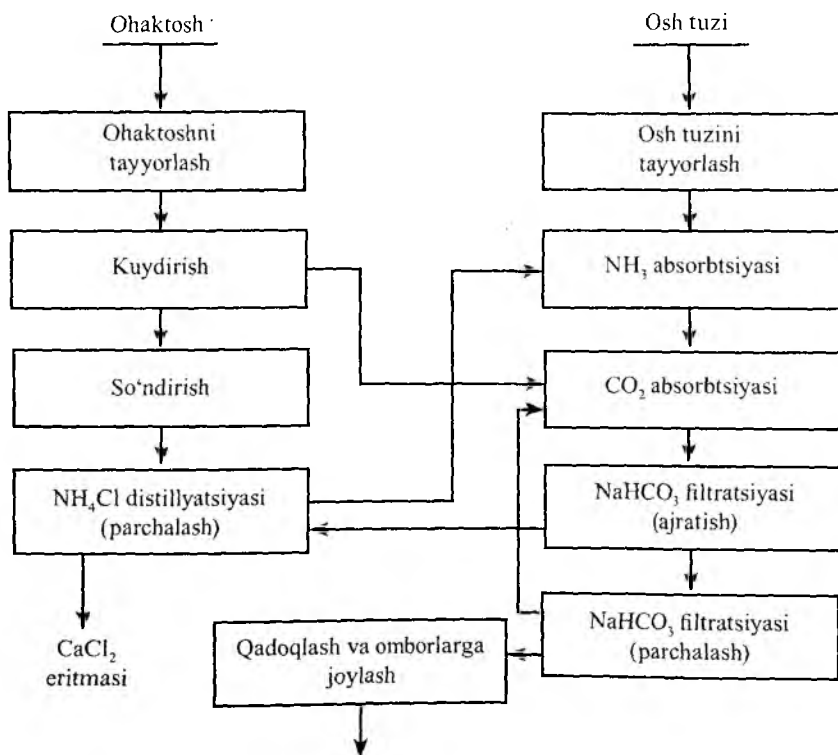 Ohaktosh
Osh tuzi
Ohaktoshni
tayyorlash
Osh tuzini
tayyorlash
Kuydirish
NH₃ absorbtsiyasi
So‘ndirish
CO₂ absorbtsiyasi
NH₄Cl distillyatsiyasi
(parchalash)
NaHCO₃ filtratsiyasi
(ajratish)
CaCl₂
eritmasi
Qadoqlash va omborlarga
joylash
NaHCO₃ filtratsiyasi
(parchalash)